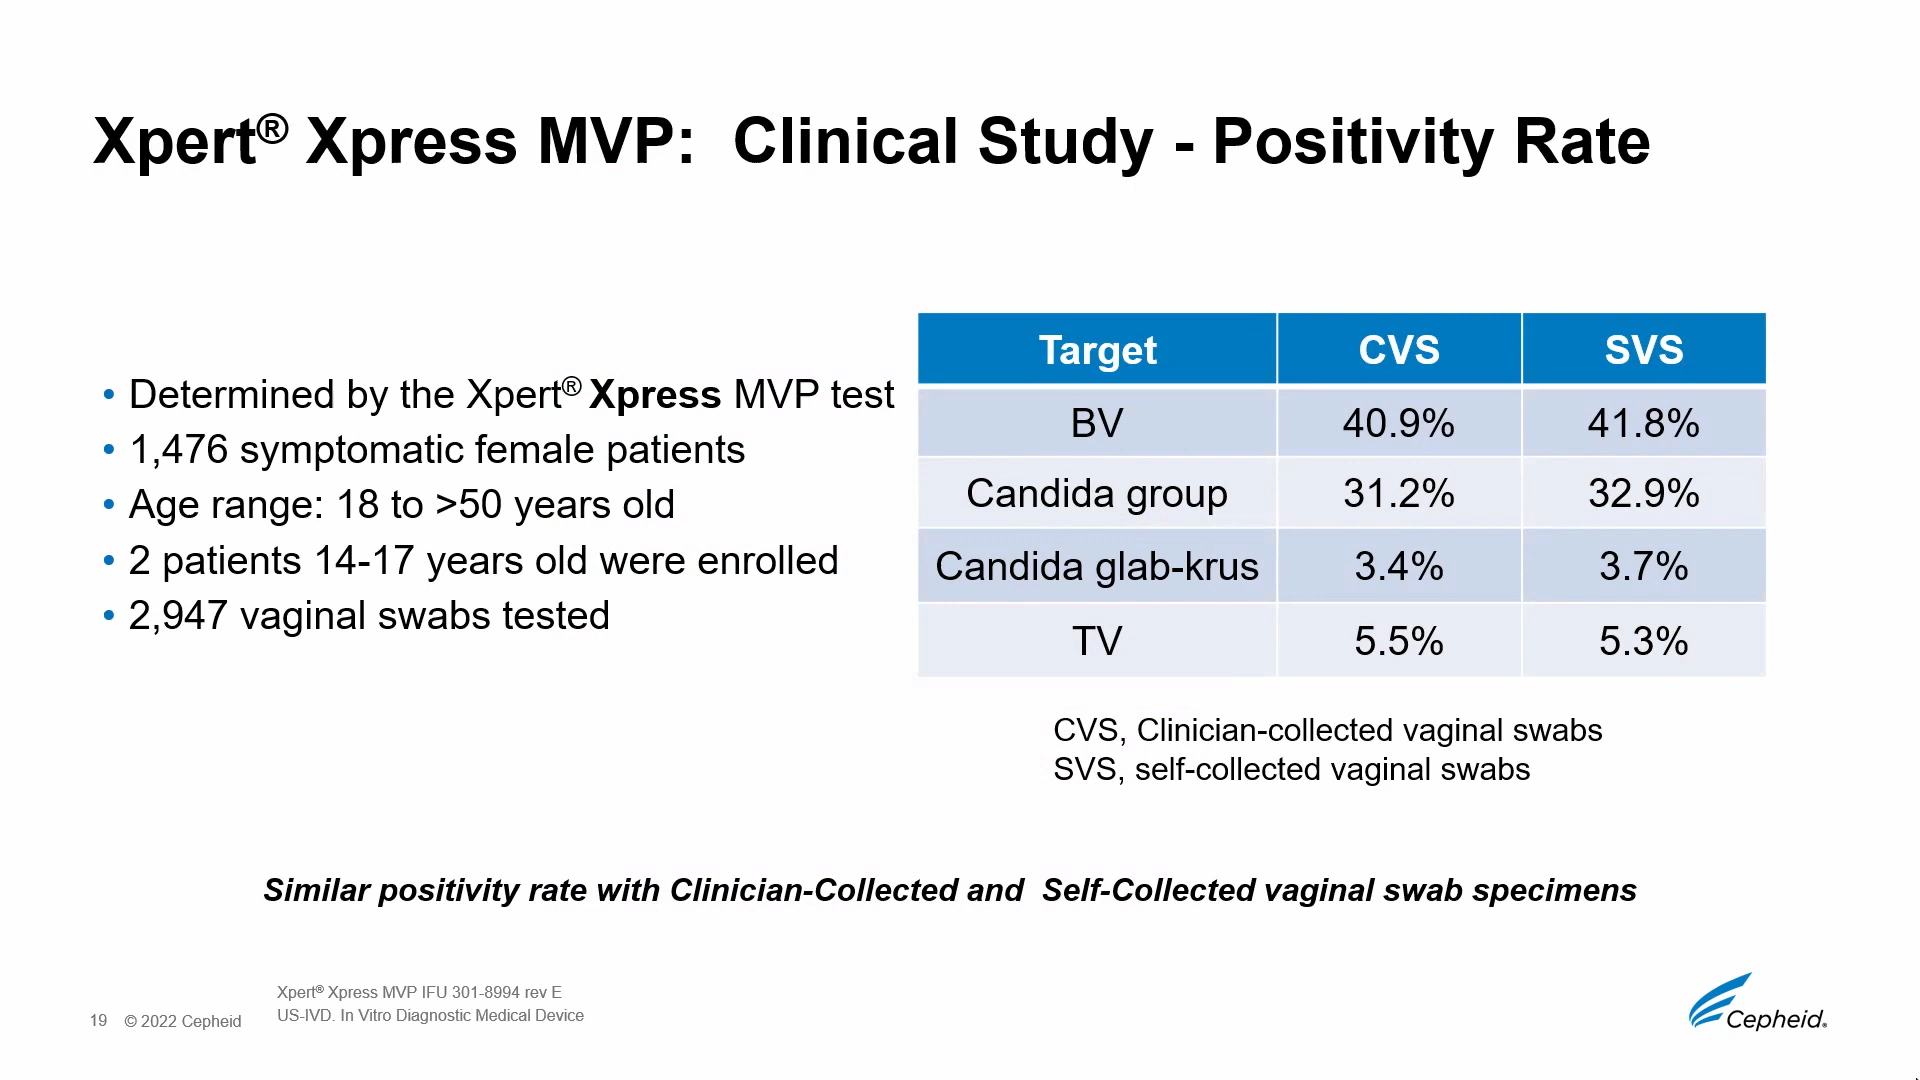 Xpert® Xpress MVP:  Clinical Study - Positivity Rate
• Determined by the Xpert® Xpress MVP test
• 1,476 symptomatic female patients
• Age range: 18 to >50 years old
• 2 patients 14-17 years old were enrolled
• 2,947 vaginal swabs tested
Target CVS SVS
BV 40.9% 41.8%
Candida group 31.2% 32.9%
Candida glab-krus 3.4% 3.7%
TV 5.5% 5.3%
CVS, Clinician-collected vaginal swabs
SVS, self-collected vaginal swabs
Similar positivity rate with Clinician-Collected and  Self-Collected vaginal swab specimens
Xpert® Xpress MVP IFU 301-8994 rev E
US-IVD. In Vitro Diagnostic Medical Device
19 © 2022 Cepheid
Cepheid®